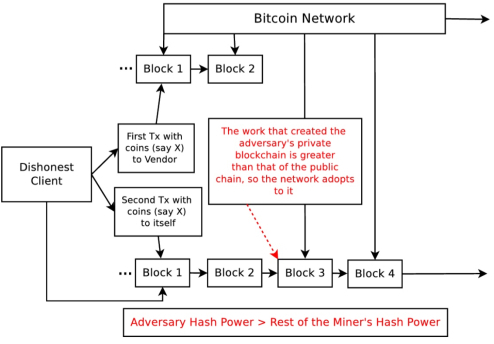 Bitcoin Network
... Block 1
Block 2
First Tx with
coins (say X)
to Vendor
The work that created the
adversary's private
blockchain is greater
than that of the public
chain, so the network adopts
to it
Dishonest
Client
Second Tx with
coins (say X)
to itself
... Block 1
Block 2
Block 3
Block 4
Adversary Hash Power > Rest of the Miner's Hash Power